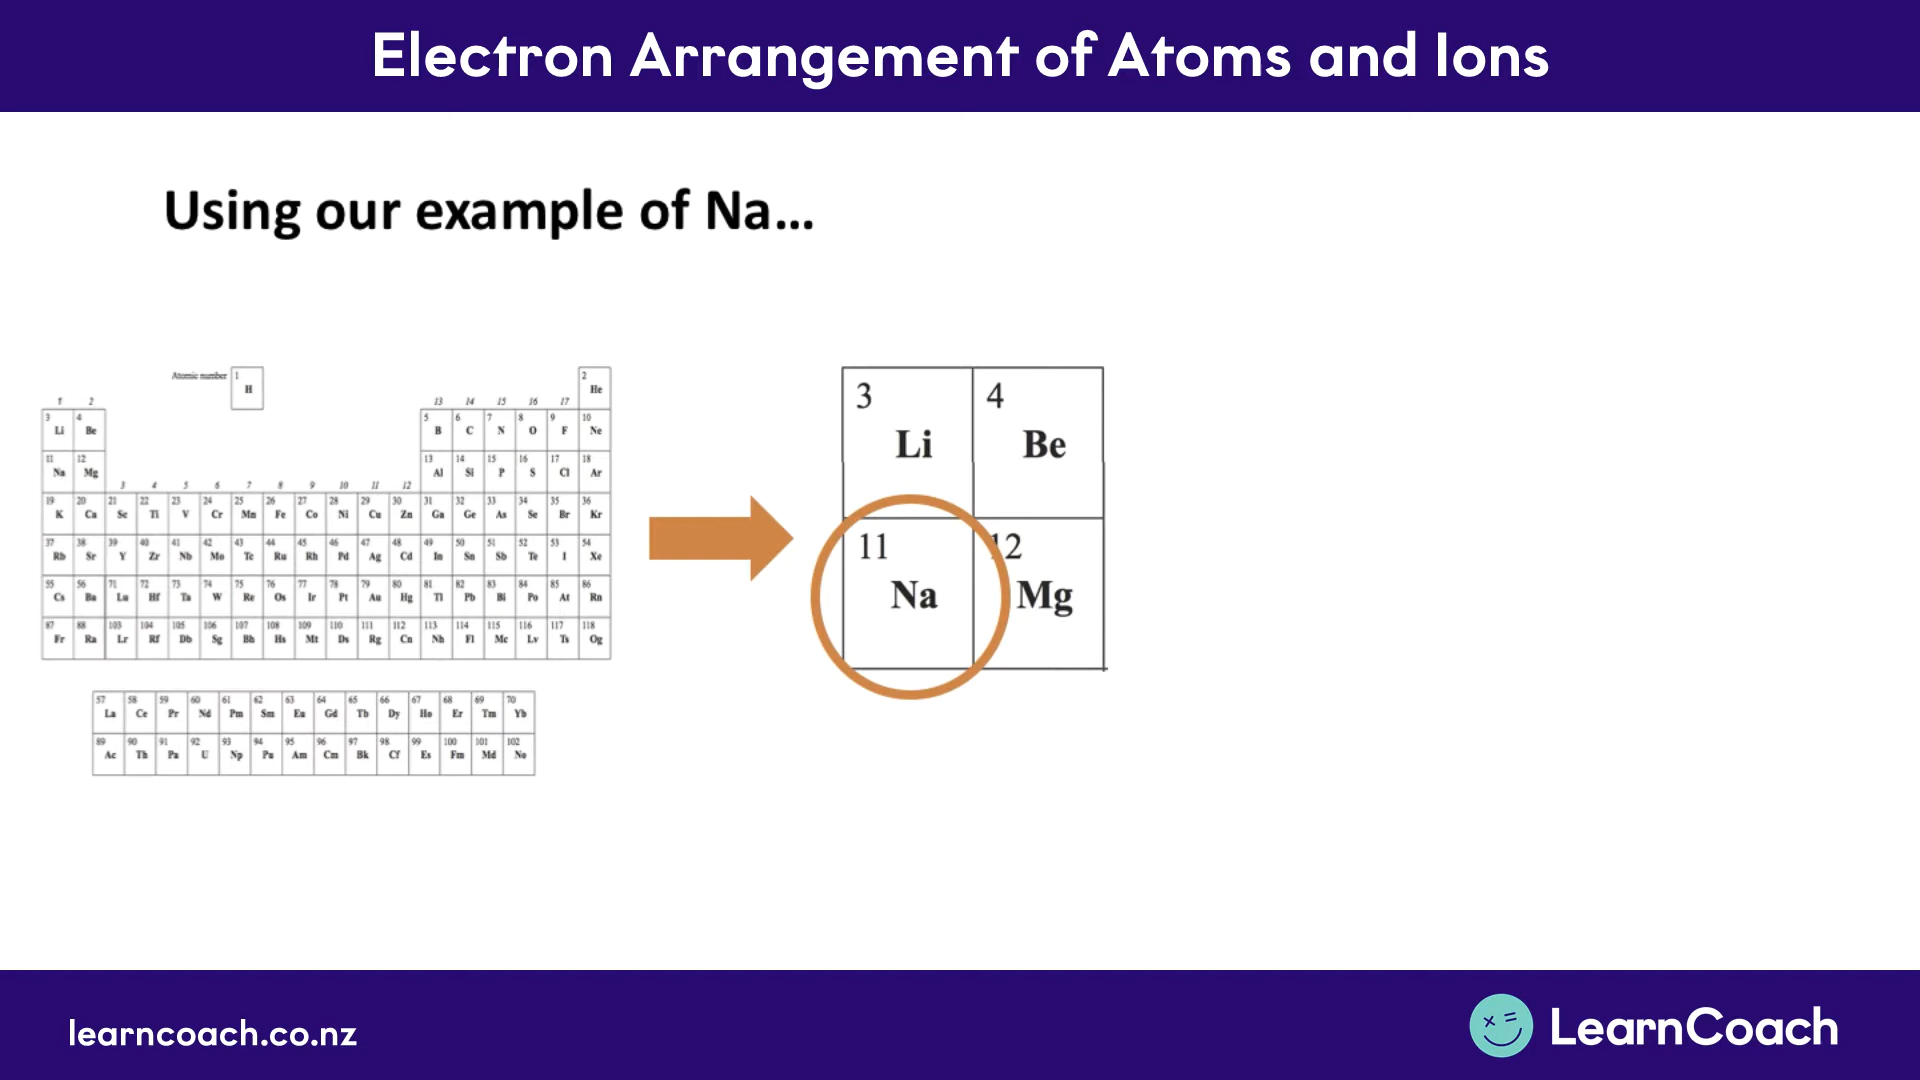 Electron Arrangement of Atoms and Ions
Using our example of Na...
Atomic number 1 2
H He
1 2 13 14 15 16 17
3 4 5 6 7 8 9 10
Li Be B C N O F Ne
11 12 13 14 15 16 17 18
Na Mg Al Si P S Cl Ar
3 4 5 6 7 8 9 10 11 12
19 20 21 22 23 24 25 26 27 28 29 30 31 32 33 34 35 36
K Ca Sc Ti V Cr Mn Fe Co Ni Cu Zn Ga Ge As Se Br Kr
37 38 39 40 41 42 43 44 45 46 47 48 49 50 51 52 53 54
Rb Sr Y Zr Nb Mo Tc Ru Rh Pd Ag Cd In Sn Sb Te I Xe
55 56 71 72 73 74 75 76 77 78 79 80 81 82 83 84 85 86
Cs Ba Lu Hf Ta W Re Os Ir Pt Au Hg Tl Pb Bi Po At Rn
87 88 103 104 105 106 107 108 109 110 111 112 113 114 115 116 117 118
Fr Ra Lr Rf Db Sg Bh Hs Mt Ds Rg Cn Nh Fl Mc Lv Ts Og
57 58 59 60 61 62 63 64 65 66 67 68 69 70
La Ce Pr Nd Pm Sm Eu Gd Tb Dy Ho Er Tm Yb
89 90 91 92 93 94 95 96 97 98 99 100 101 102
Ac Th Pa U Np Pu Am Cm Bk Cf Es Fm Md No
3 4
Li Be
11 12
Na Mg
learncoach.co.nz
LearnCoach